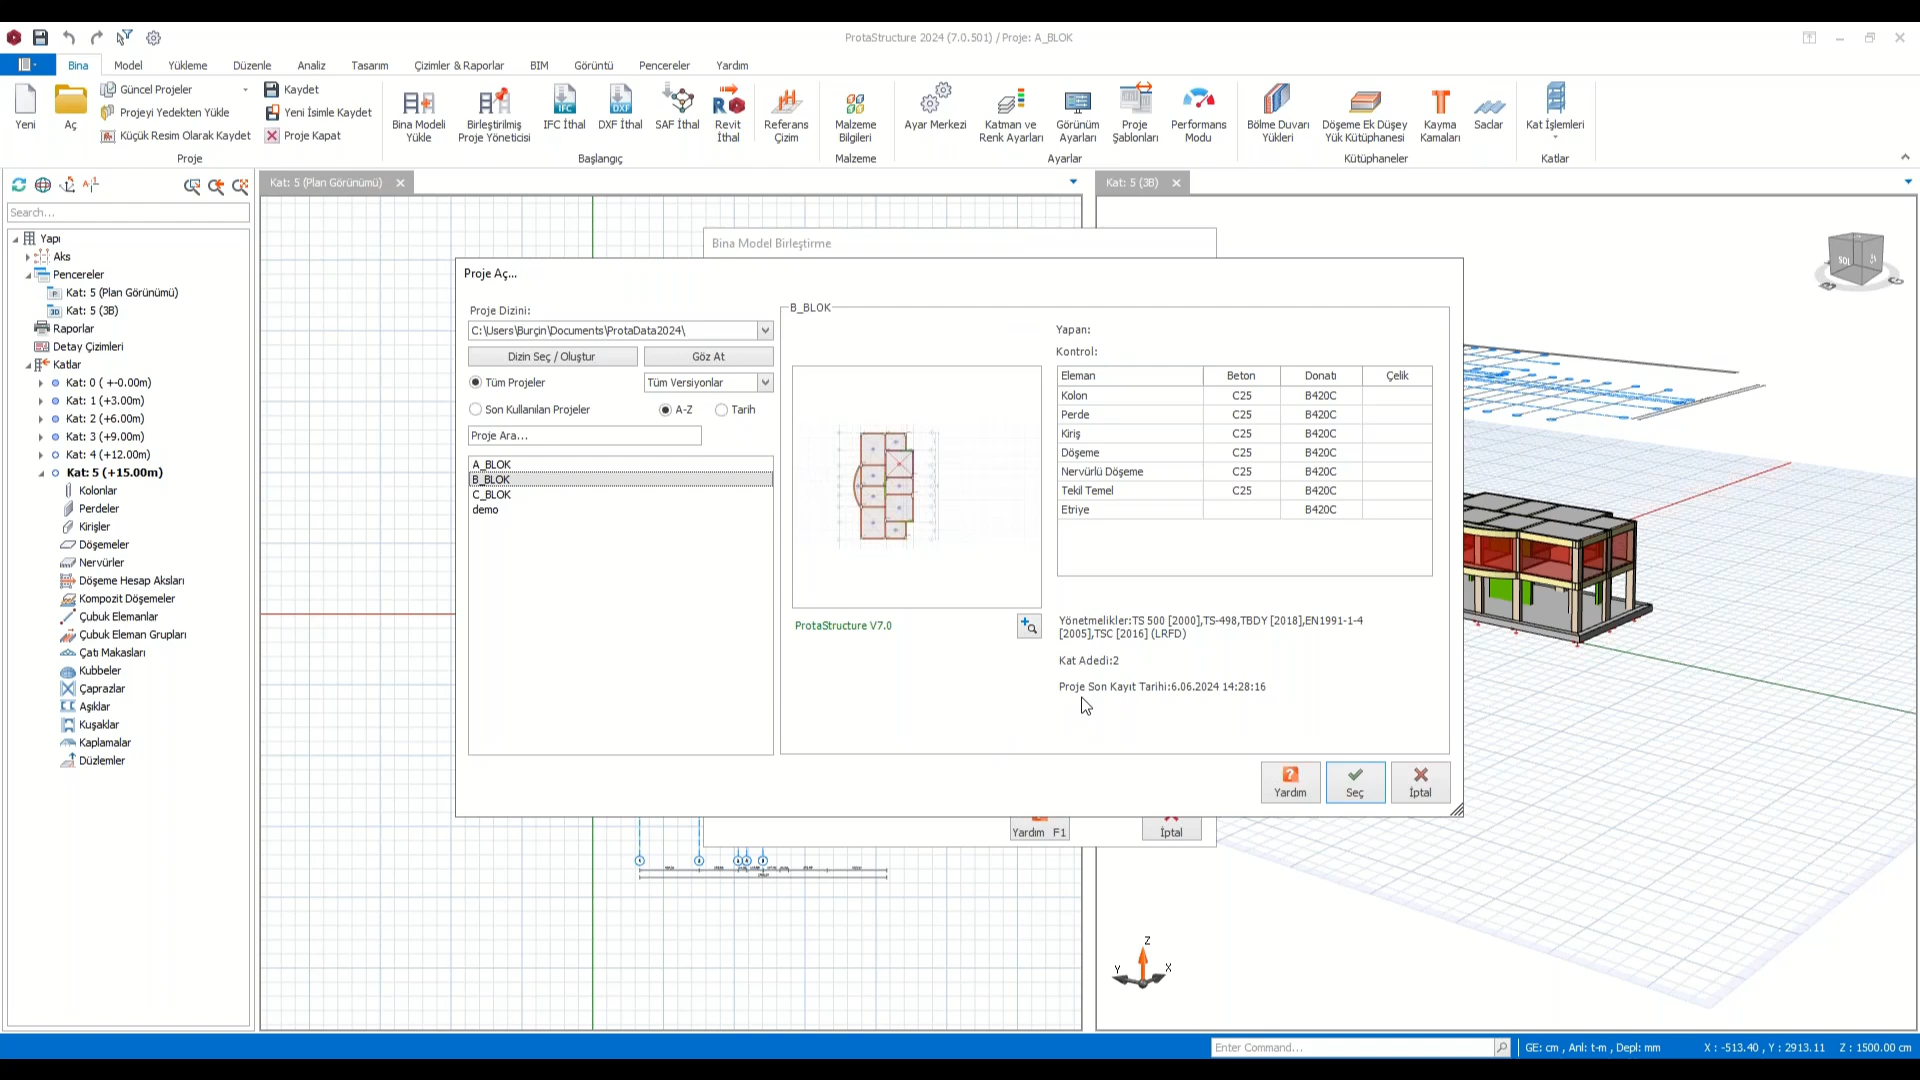 ProtaStructure 2024 (7.0.501) / Proje: A_BLOK
Bina Model Yükleme Düzenle Analiz Tasarım Çizimler & Raporlar BIM Görüntü Pencereler Yardım
Yeni
Aç
Güncel Projeler
Projeyi Yedekten Yükle
Küçük Resim Olarak Kaydet
Kaydet
Yeni İsimle Kaydet
Proje Kapat
Proje
Bina Modeli Yükle
Birleştirilmiş Proje Yöneticisi
IFC
IFC İthal
DXF
DXF İthal
SAF İthal
Revit İthal
Referans Çizim
Başlangıç
Malzeme Bilgileri
Malzeme
Ayar Merkezi
Katman ve Renk Ayarları
Görünüm Ayarları
Proje Şablonları
Performans Modu
Ayarlar
Bölme Duvarı Yükleri
Döşeme Ek Düşey Yük Kütüphanesi
Kayma Kamaları
Saclar
Kütüphaneler
Kat İşlemleri
Katlar
Search...
Yapı
Aks
Pencereler
Kat: 5 (Plan Görünümü)
Kat: 5 (3B)
Raporlar
Detay Çizimleri
Katlar
Kat: 0 ( +-0.00m)
Kat: 1 (+3.00m)
Kat: 2 (+6.00m)
Kat: 3 (+9.00m)
Kat: 4 (+12.00m)
Kat: 5 (+15.00m)
Kolonlar
Perdeler
Kirişler
Döşemeler
Nervürler
Döşeme Hesap Aksları
Kompozit Döşemeler
Çubuk Elemanlar
Çubuk Eleman Grupları
Çatı Makasları
Kubbeler
Çaprazlar
Aşıklar
Kuşaklar
Kaplamalar
Düzlemler
Kat: 5 (Plan Görünümü)
Kat: 5 (3B)
SOL
Bina Model Birleştirme
Proje Aç...
Proje Dizini:
C:\Users\Burçin\Documents\ProtaData2024\
Dizin Seç / Oluştur
Göz At
Tüm Projeler
Tüm Versiyonlar
Son Kullanılan Projeler
A-Z
Tarih
Proje Ara...
A_BLOK
B_BLOK
C_BLOK
demo
B_BLOK
ProtaStructure V7.0
Yapan:
Kontrol:
Eleman Beton Donatı Çelik
Kolon C25 B420C
Perde C25 B420C
Kiriş C25 B420C
Döşeme C25 B420C
Nervürlü Döşeme C25 B420C
Tekil Temel C25 B420C
Etriye B420C
Yönetmelikler:TS 500 [2000],TS-498,TBDY [2018],EN1991-1-4
[2005],TSC [2016] (LRFD)
Kat Adedi:2
Proje Son Kayıt Tarihi:6.06.2024 14:28:16
Yardım
Seç
İptal
Yardım F1
İptal
Z
Y
X
Enter Command...
GE: cm , Anl: t-m , Depl: mm
X : -513.40 , Y : 2913.11 Z : 1500.00 cm